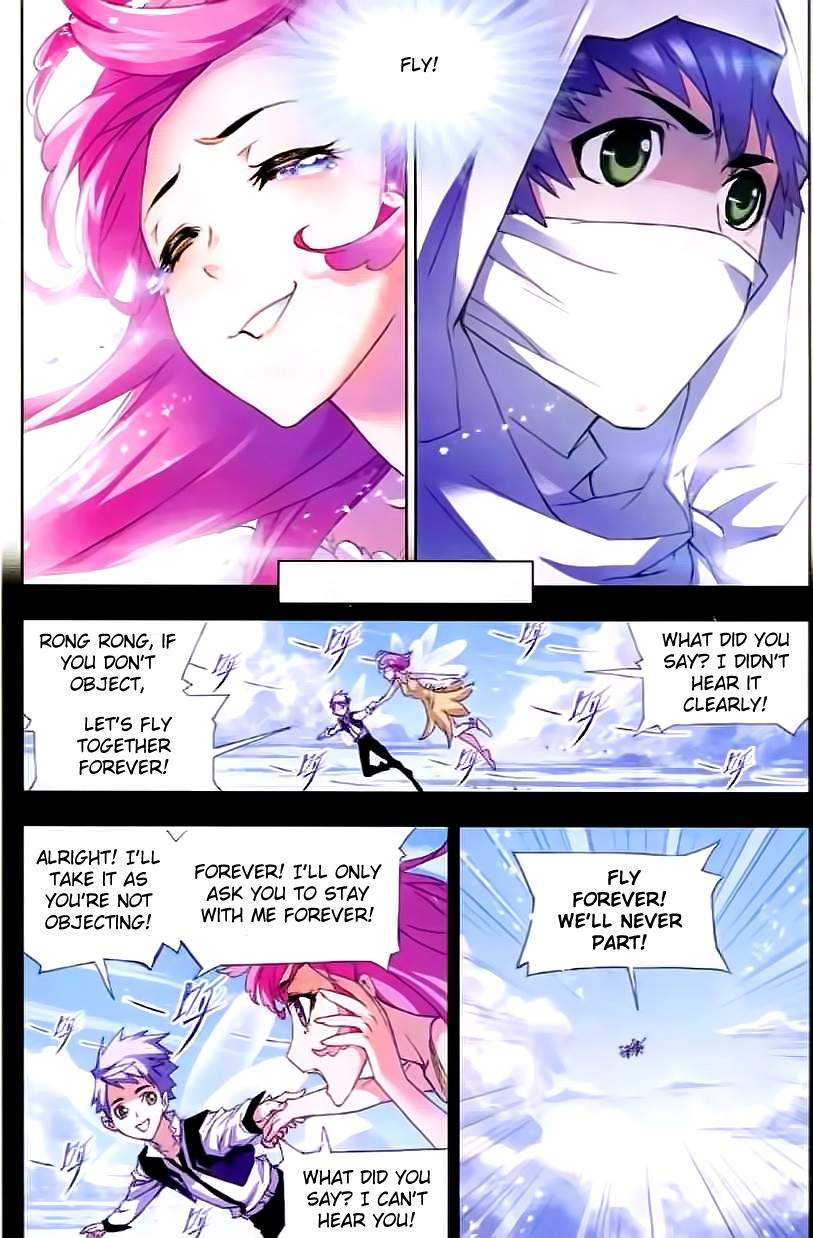 FLY!
RONG RONG, IF
YOU DON'T
OBJECT,
LET'S FLY
TOGETHER
FOREVER!
WHAT DID YOU
SAY? I DIDN'T
HEAR IT
CLEARLY!
ALRIGHT! I'LL
TAKE IT AS
YOU'RE NOT
OBJECTING!
FOREVER! I'LL ONLY
ASK YOU TO STAY
WITH ME FOREVER!
WHAT DID YOU
SAY? I CAN'T
HEAR YOU!
FLY
FOREVER!
WE'LL NEVER
PART!